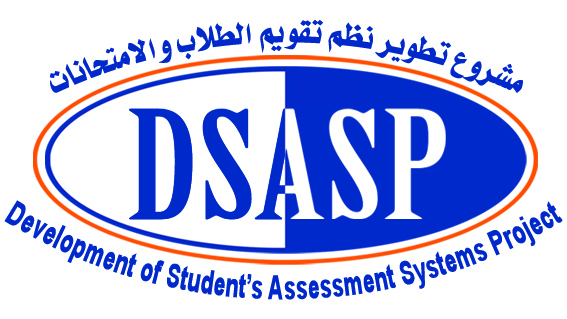 مشروع تطوير نظم تقويم الطلاب والامتحانات
DSASP
Development of Student's Assessment Systems Project